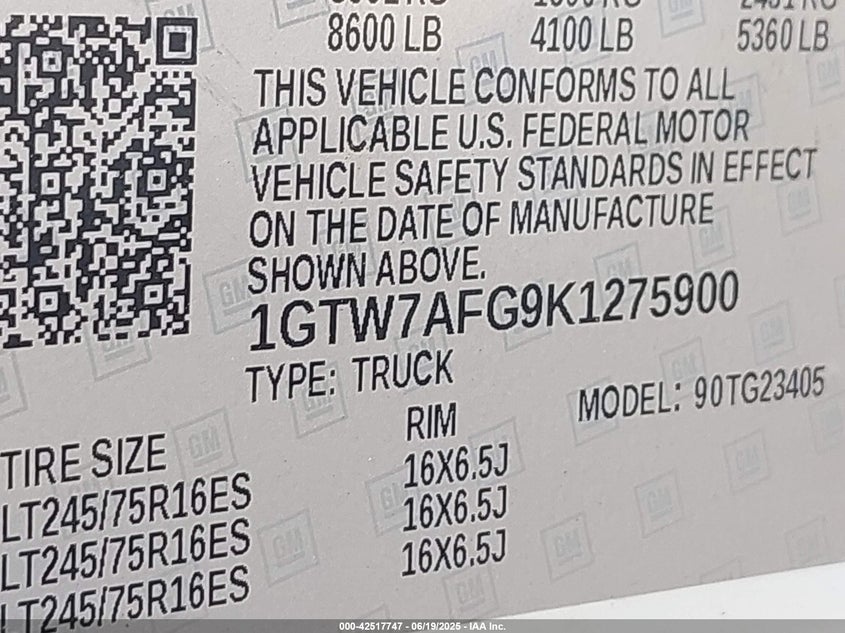 8600 LB 4100 LB 5360 LB
THIS VEHICLE CONFORMS TO ALL
APPLICABLE U.S. FEDERAL MOTOR
VEHICLE SAFETY STANDARDS IN EFFECT
ON THE DATE OF MANUFACTURE
SHOWN ABOVE.
1GTW7AFG9K1275900
TYPE: TRUCK
MODEL: 90TG23405
TIRE SIZE RIM
LT245/75R16ES 16X6.5J
LT245/75R16ES 16X6.5J
LT245/75R16ES 16X6.5J
000-42517747 - 06/19/2025 - IAA Inc.